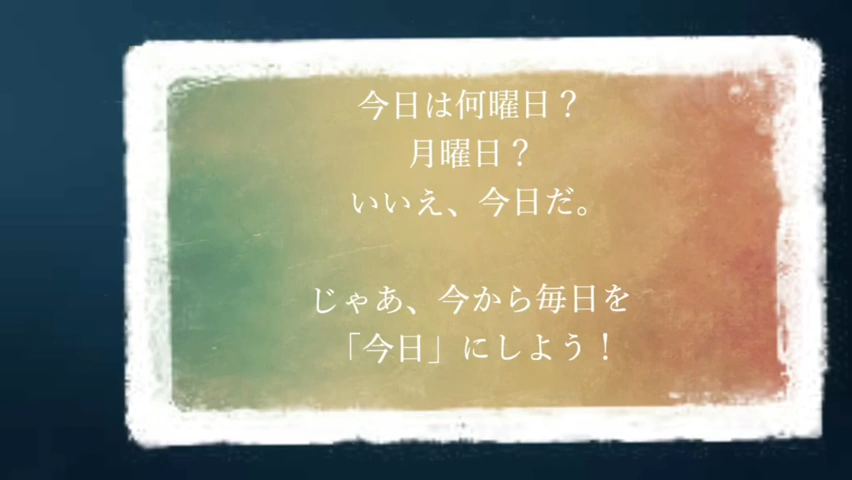 今日は何曜日？
月曜日？
いいえ、今日だ。
じゃあ、今から毎日を
「今日」にしよう！